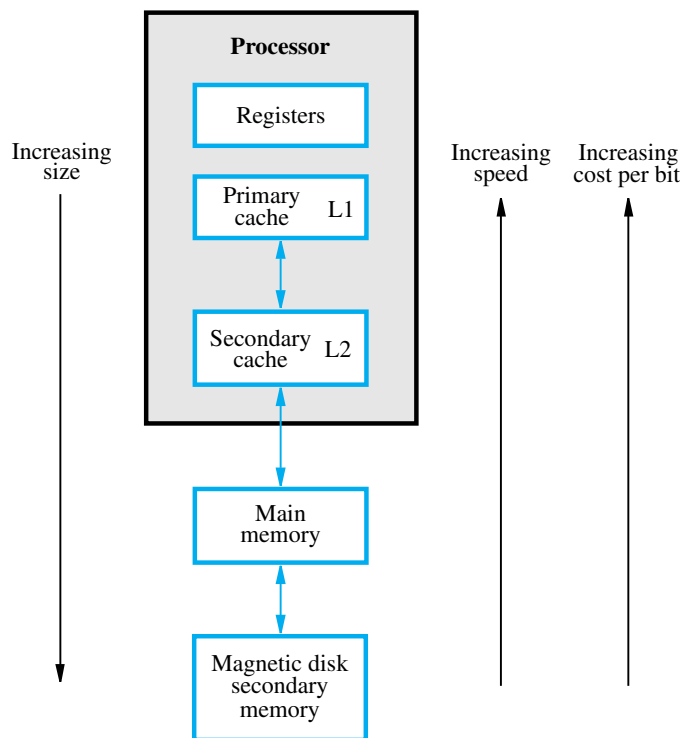 Processor
Registers
Increasing
size
Increasing
speed
Increasing
cost per bit
Primary
cache L1
Secondary
cache L2
Main
memory
Magnetic disk
secondary
memory